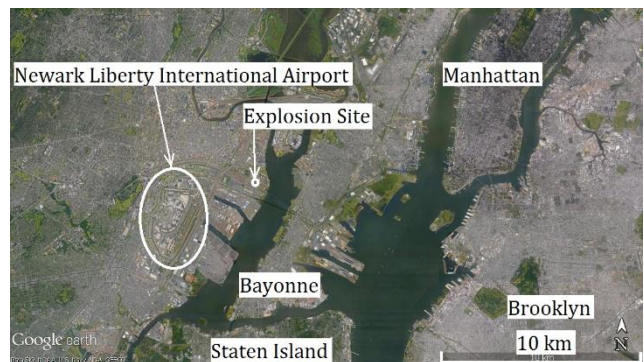 Newark Liberty International Airport
Manhattan
Explosion Site
Bayonne
Brooklyn
Google earth
10 km
N
Staten Island